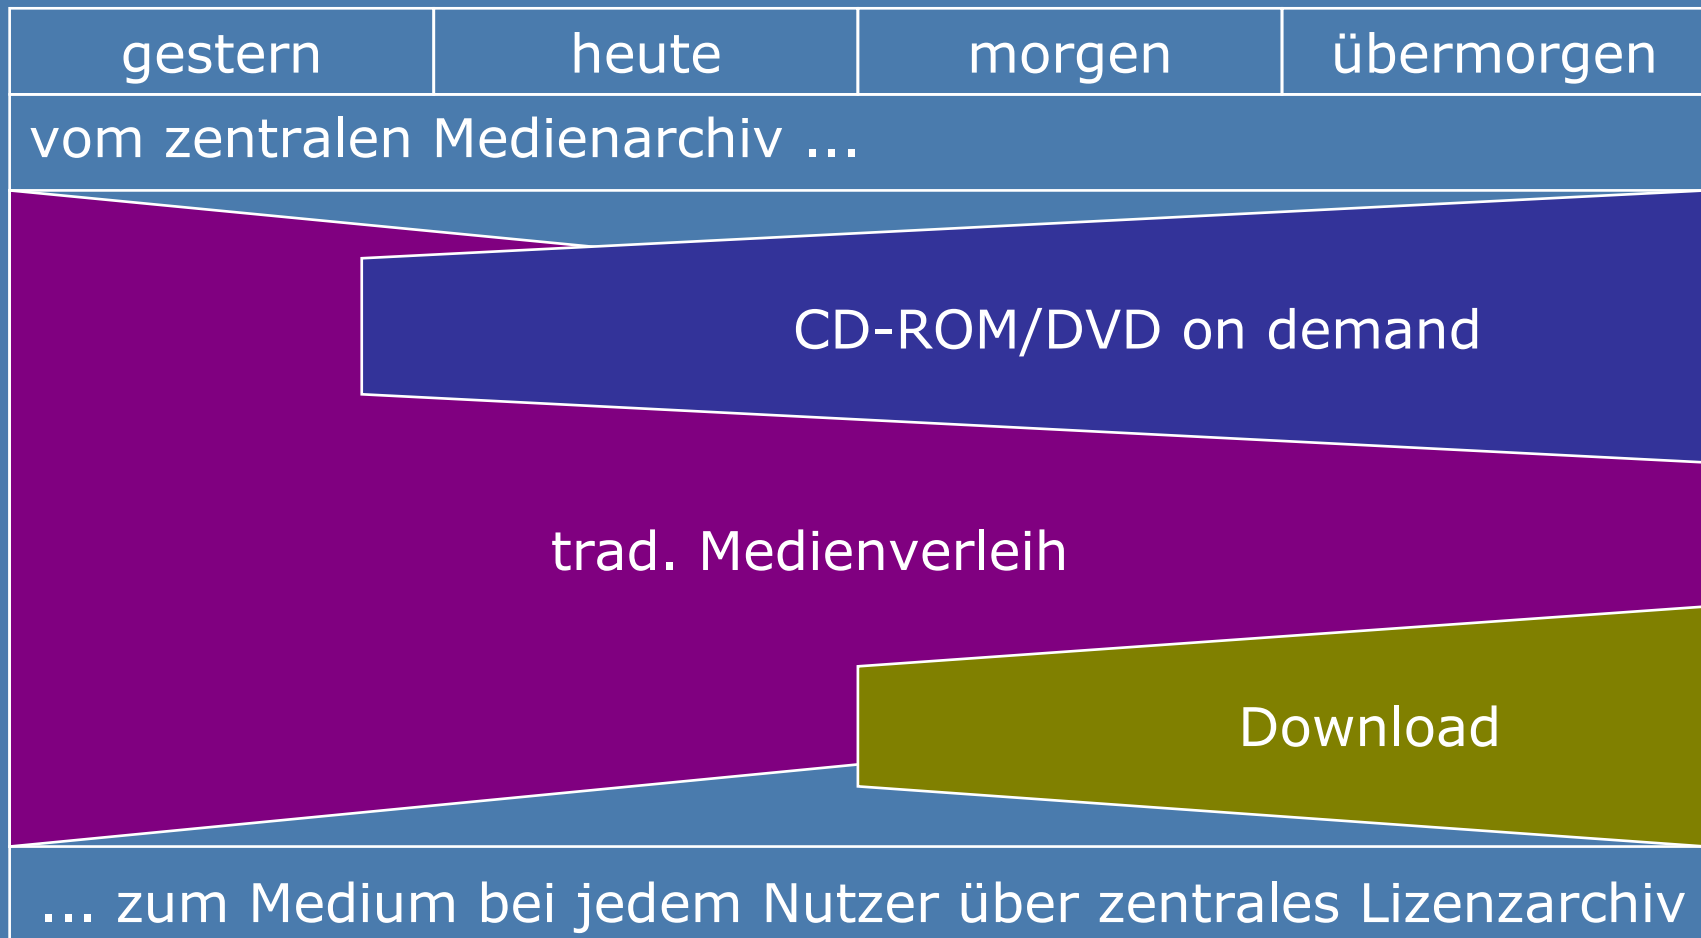 gestern heute morgen übermorgen
vom zentralen Medienarchiv ...
CD-ROM/DVD on demand
trad. Medienverleih
Download
... zum Medium bei jedem Nutzer über zentrales Lizenzarchiv